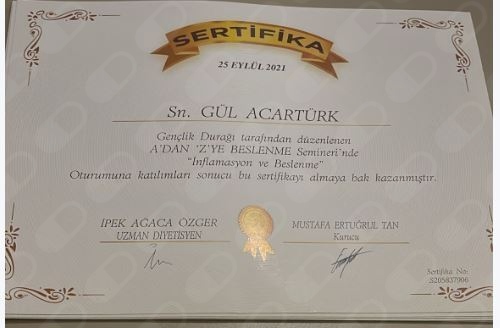 SERTİFİKA
25 EYLÜL 2021
Sn. GÜL ACARTÜRK
Gençlik Durağı tarafından düzenlenen
A'DAN 'Z'YE BESLENME Semineri'nde
"İnflamasyon ve Beslenme"
Oturumuna katılımları sonucu bu sertifikayı almaya hak kazanmıştır.
İPEK AĞACA ÖZGER
UZMAN DİYETİSYEN
MUSTAFA ERTUĞRUL TAN
Kurucu
Sertifika No:
S205837906